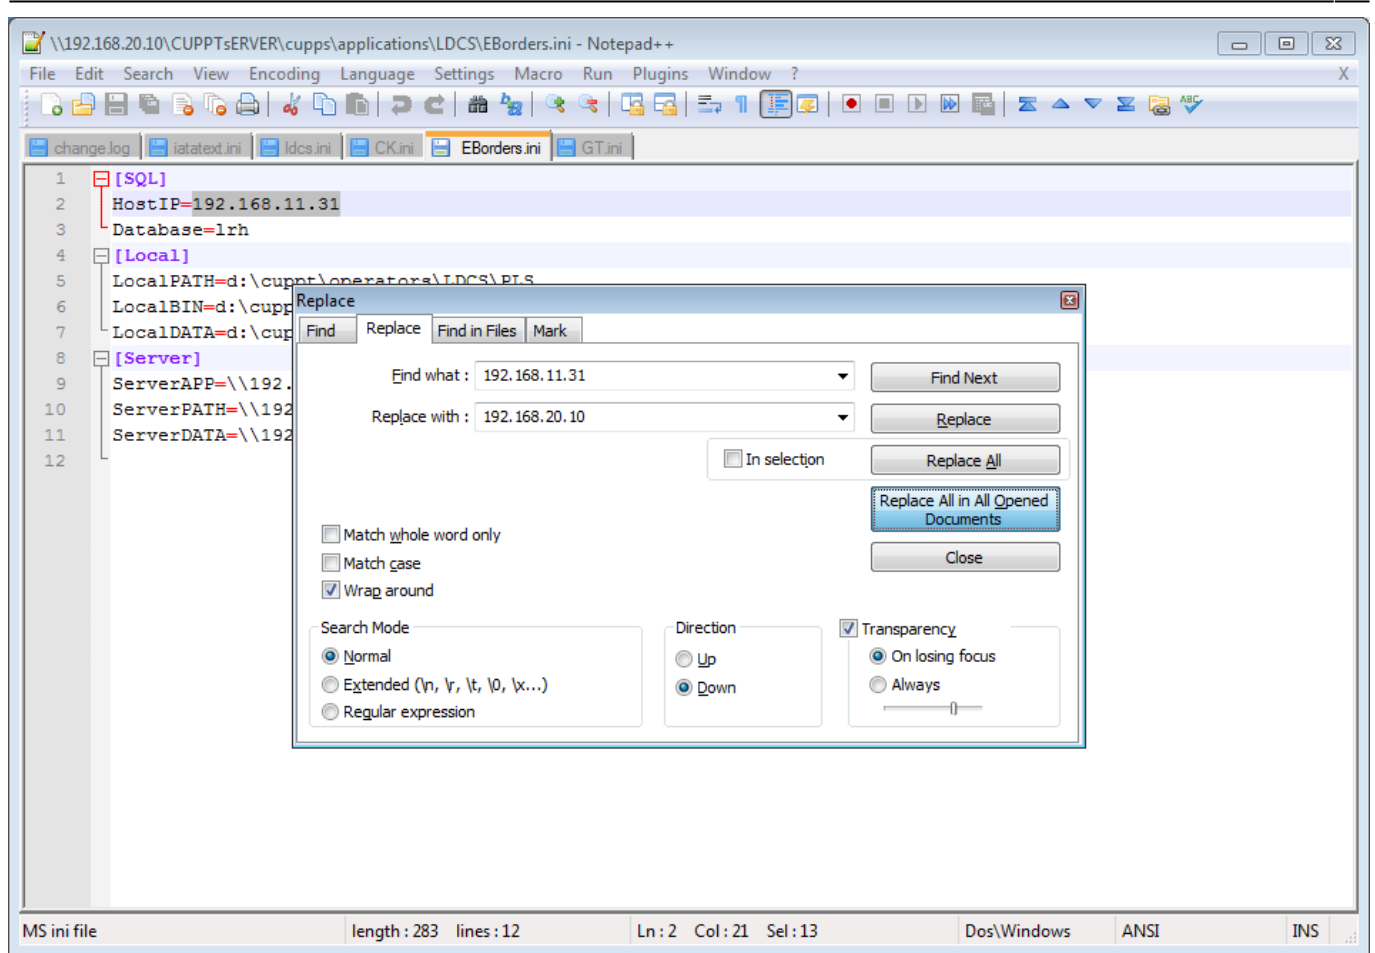 \\192.168.20.10\CUPPTsERVER\cupps\applications\LDCS\EBorders.ini - Notepad++
File Edit Search View Encoding Language Settings Macro Run Plugins Window ? X
ABC
change.log iatatext.ini ldcs.ini CK.ini EBorders.ini GT.ini
1 [SQL]
2 HostIP=192.168.11.31
3 Database=lrh
4 [Local]
5 LocalPATH=d:\cuppt\operators\LDCS\PLS
6 LocalBIN=d:\cupp
7 LocalDATA=d:\cup
8 [Server]
9 ServerAPP=\\192.
10 ServerPATH=\\192
11 ServerDATA=\\192
12
Replace
Find Replace Find in Files Mark
Find what : 192.168.11.31 Find Next
Replace with : 192.168.20.10 Replace
In selection Replace All
Replace All in All Opened
Documents
Match whole word only
Match case Close
Wrap around
Search Mode Direction Transparency
Normal Up On losing focus
Extended (\n, \r, \t, \0, \x...) Down Always
Regular expression
MS ini file length : 283 lines : 12 Ln : 2 Col : 21 Sel : 13 Dos\Windows ANSI INS